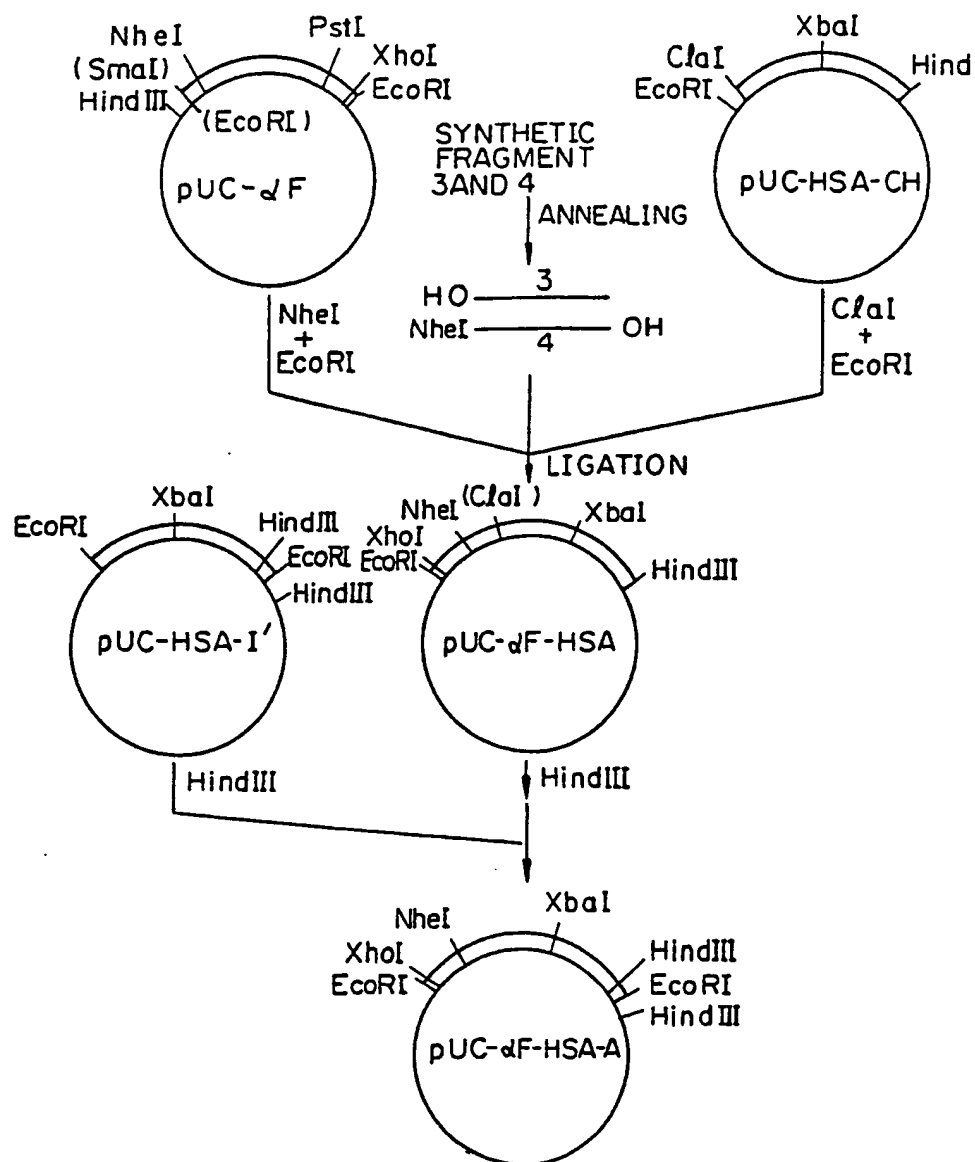 NheI
(SmaI)
HindIII
(EcoRI)
PstI
XhoI
EcoRI
pUC-αF
SYNTHETIC
FRAGMENT
3AND 4
ANNEALING
HO 3
NheI 4 OH
XbaI
ClaI
EcoRI
Hind
pUC-HSA-CH
NheI
+
EcoRI
ClaI
+
EcoRI
LIGATION
EcoRI
XbaI
HindIII
EcoRI
HindIII
pUC-HSA-I′
XhoI
EcoRI
NheI
(ClaI)
XbaI
HindIII
pUC-αF-HSA
HindIII
HindIII
NheI
XhoI
EcoRI
XbaI
HindIII
EcoRI
HindIII
pUC-αF-HSA-A